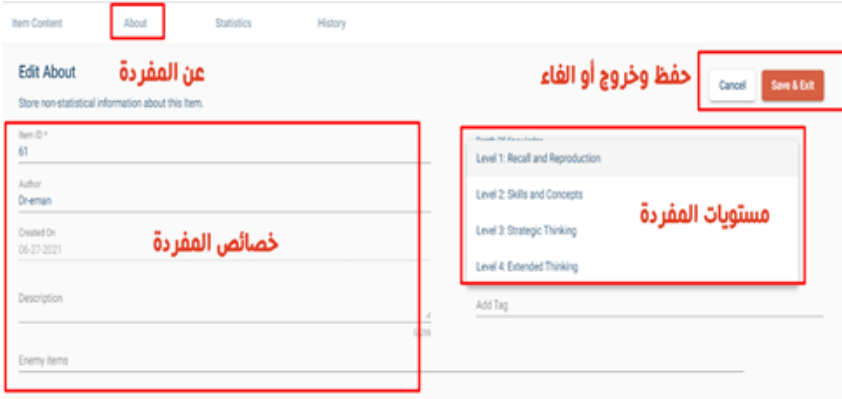 Item Content About Statistics History
Edit About
عن المفردة
حفظ وخروج أو الغاء
Cancel
Save & Exit
Store non-statistical information about this Item.
Item ID *
61
Author
Dr-eman
Created On
06-27-2021
خصائص المفردة
Description
Enemy items
Depth Of Knowledge
Level 1: Recall and Reproduction
Level 2: Skills and Concepts
Level 3: Strategic Thinking
Level 4: Extended Thinking
مستويات المفردة
Add Tag